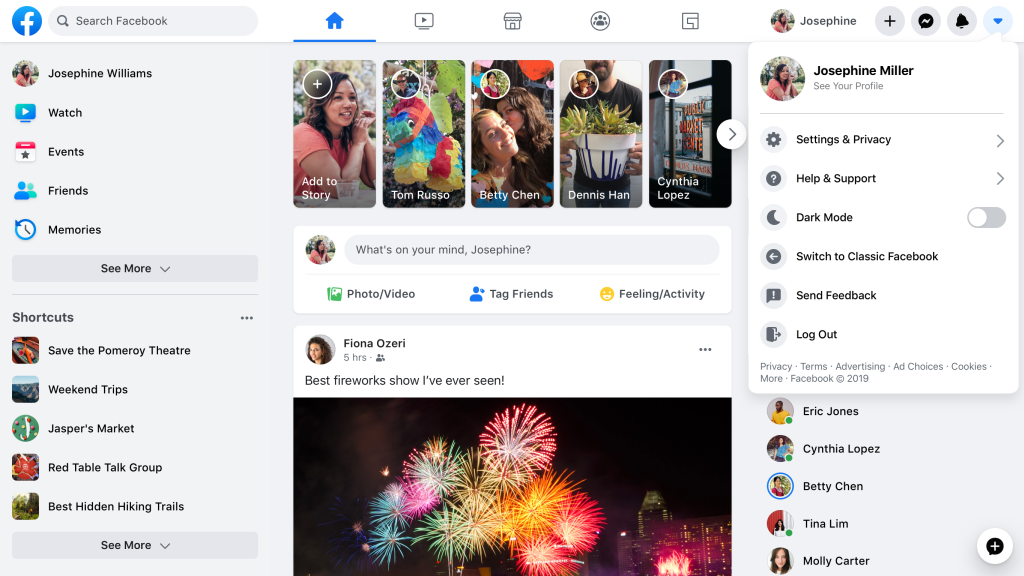 Search Facebook
Josephine
Josephine Williams
Watch
Events
Friends
Memories
See More
Shortcuts
Save the Pomeroy Theatre
Weekend Trips
Jasper's Market
Red Table Talk Group
Best Hidden Hiking Trails
See More
Add to
Story
Tom Russo
Betty Chen
Dennis Han
Cynthia
Lopez
What's on your mind, Josephine?
Photo/Video
Tag Friends
Feeling/Activity
Fiona Ozeri
5 hrs ·
Best fireworks show I've ever seen!
Josephine Miller
See Your Profile
Settings & Privacy
Help & Support
Dark Mode
Switch to Classic Facebook
Send Feedback
Log Out
Privacy · Terms · Advertising · Ad Choices · Cookies ·
More · Facebook © 2019
Eric Jones
Cynthia Lopez
Betty Chen
Tina Lim
Molly Carter